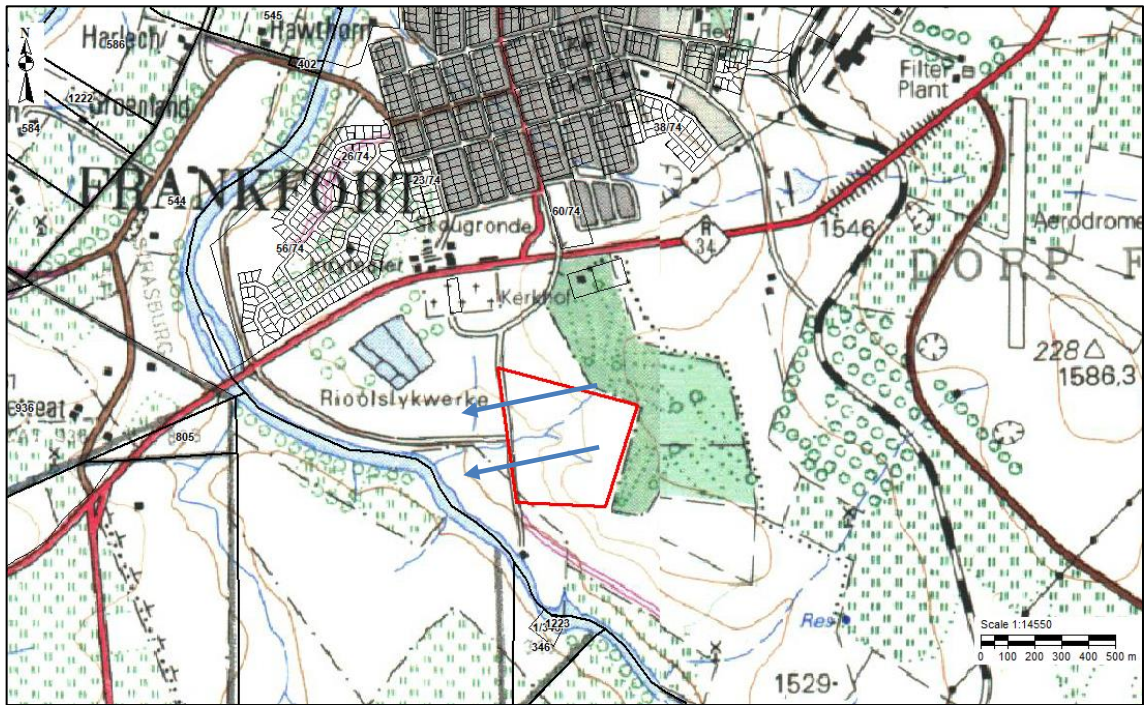 545
Harlech
586
Hawthorn
N
402
1222
Groenland
584
Res
Filter
Plant
38/74
26/74
23/74
FRANKFORT
544
STRASBURG
56/74
Skougronde
60/74
R
34
1546
Aerodrome
DORP
Kerkhof
228
1586.3
Rioolslykwerke
936
805
Res
1223
346
1529
Scale 1:14550
0 100 200 300 400 500 m